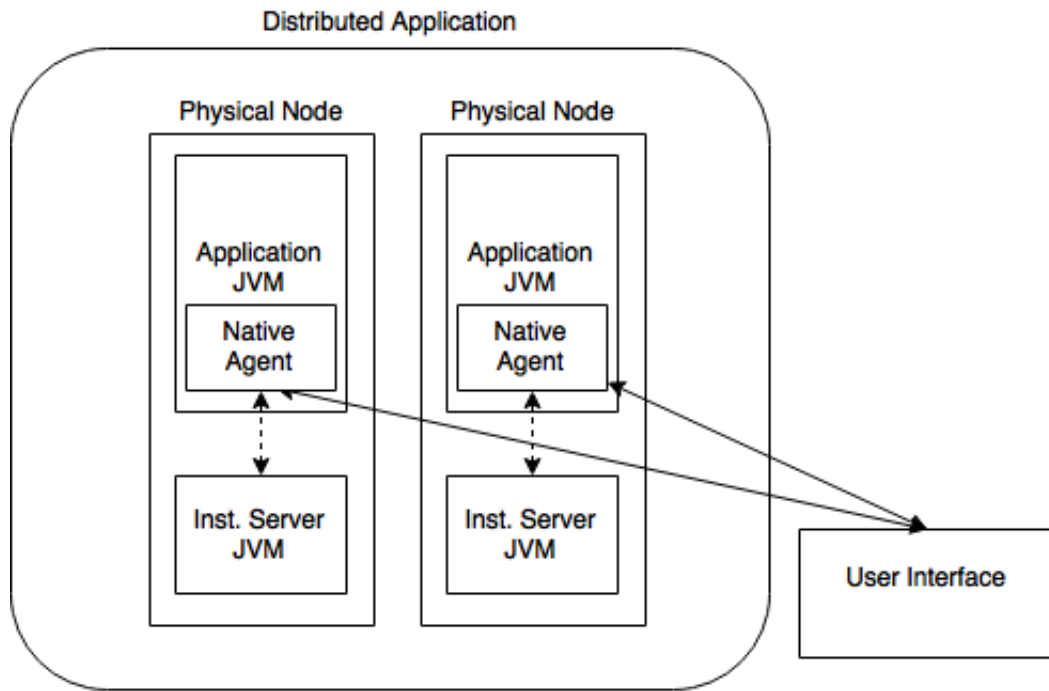 Distributed Application
Physical Node
Physical Node
Application
JVM
Native
Agent
Inst. Server
JVM
Application
JVM
Native
Agent
Inst. Server
JVM
User Interface